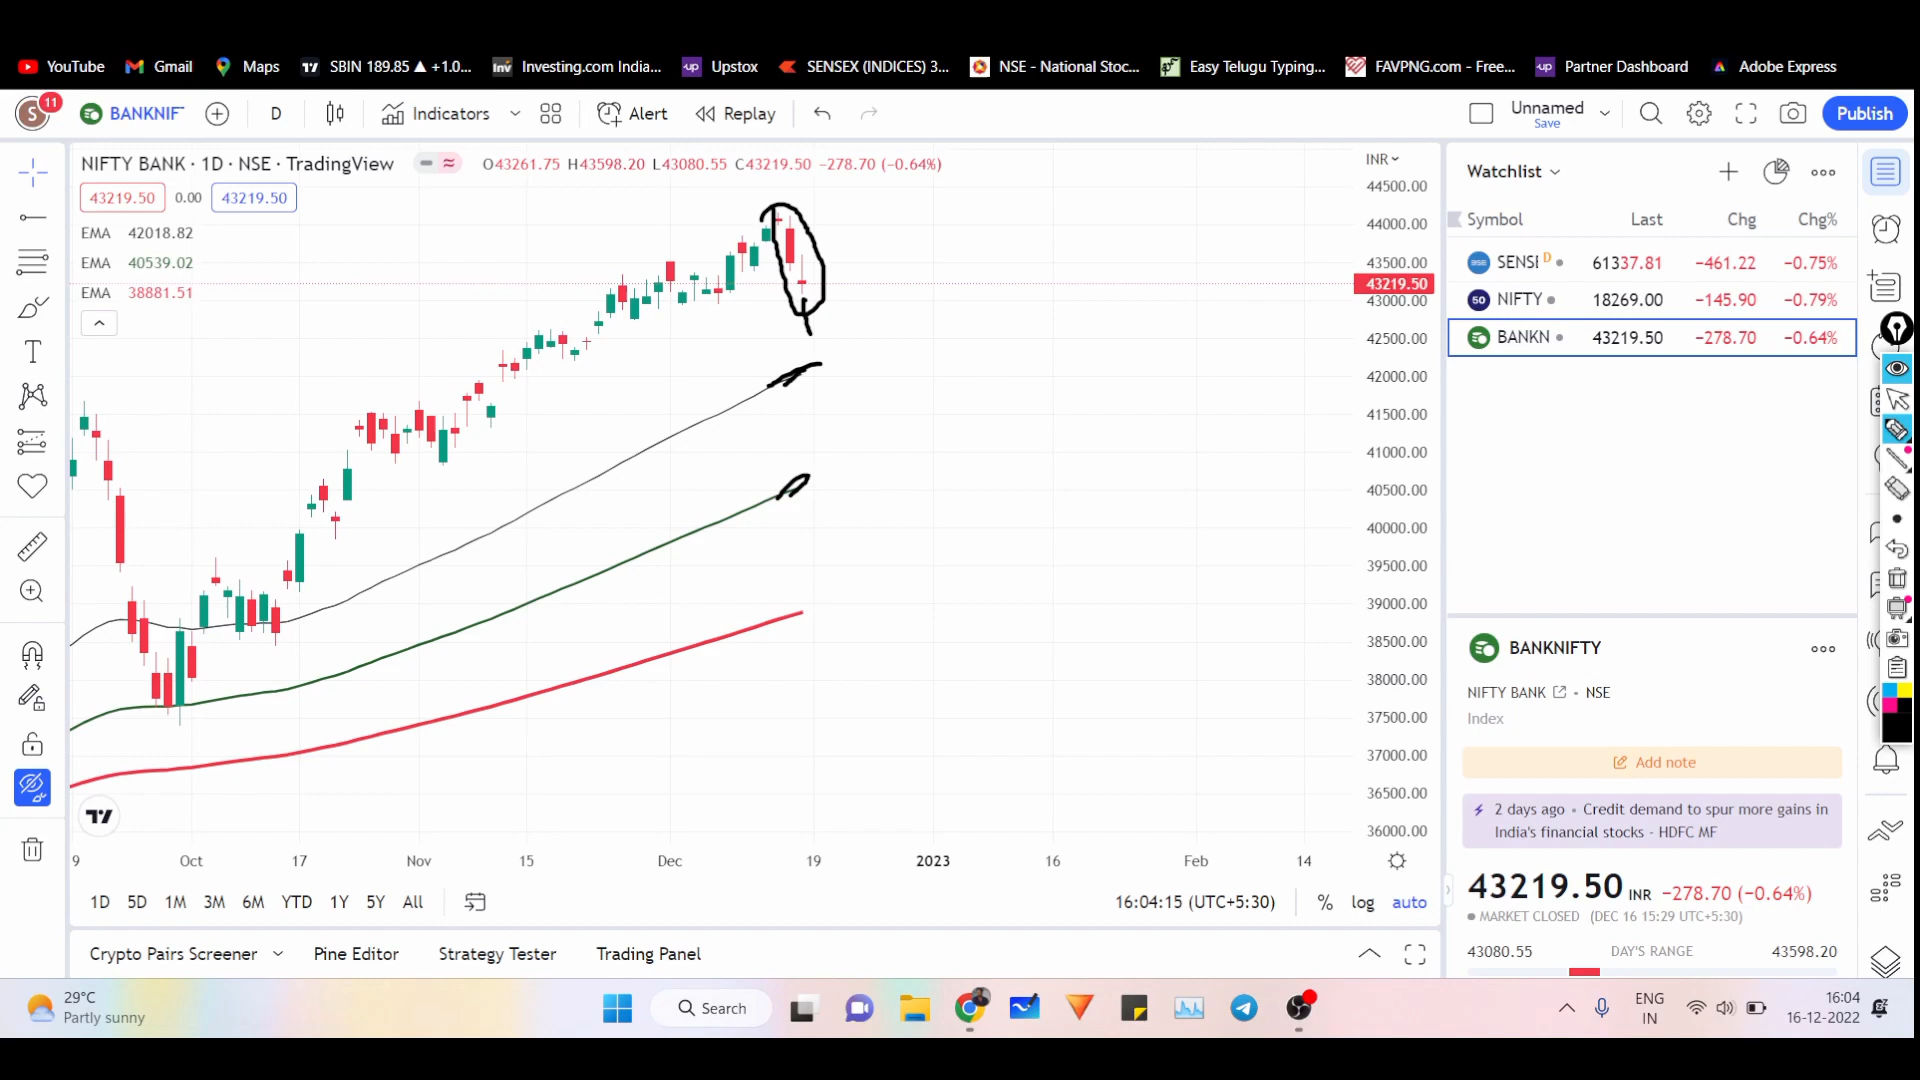 YouTube Gmail Maps SBIN 189.85 ▲ +1.0... Investing.com India... Upstox SENSEX (INDICES) 3... NSE - National Stoc... Easy Telugu Typing... FAVPNG.com - Free... Partner Dashboard Adobe Express
S 11 BANKNIF D Indicators Alert Replay Unnamed Save Publish
NIFTY BANK · 1D · NSE · TradingView O43261.75 H43598.20 L43080.55 C43219.50 −278.70 (−0.64%)
INR
43219.50 0.00 43219.50
EMA 42018.82
EMA 40539.02
EMA 38881.51
44500.00
44000.00
43500.00
43219.50
43000.00
42500.00
42000.00
41500.00
41000.00
40500.00
40000.00
39500.00
39000.00
38500.00
38000.00
37500.00
37000.00
36500.00
36000.00
9 Oct 17 Nov 15 Dec 19 2023 16 Feb 14
1D 5D 1M 3M 6M YTD 1Y 5Y All 16:04:15 (UTC+5:30) % log auto
Crypto Pairs Screener Pine Editor Strategy Tester Trading Panel
Watchlist
Symbol Last Chg Chg%
SENSI D 61337.81 −461.22 −0.75%
50 NIFTY 18269.00 −145.90 −0.79%
BANKN 43219.50 −278.70 −0.64%
BANKNIFTY
NIFTY BANK • NSE
Index
Add note
2 days ago • Credit demand to spur more gains in
India's financial stocks - HDFC MF
43219.50 INR −278.70 (−0.64%)
MARKET CLOSED (DEC 16 15:29 UTC+5:30)
43080.55 DAY'S RANGE 43598.20
29°C
Partly sunny
Search
ENG
IN
16:04
16-12-2022